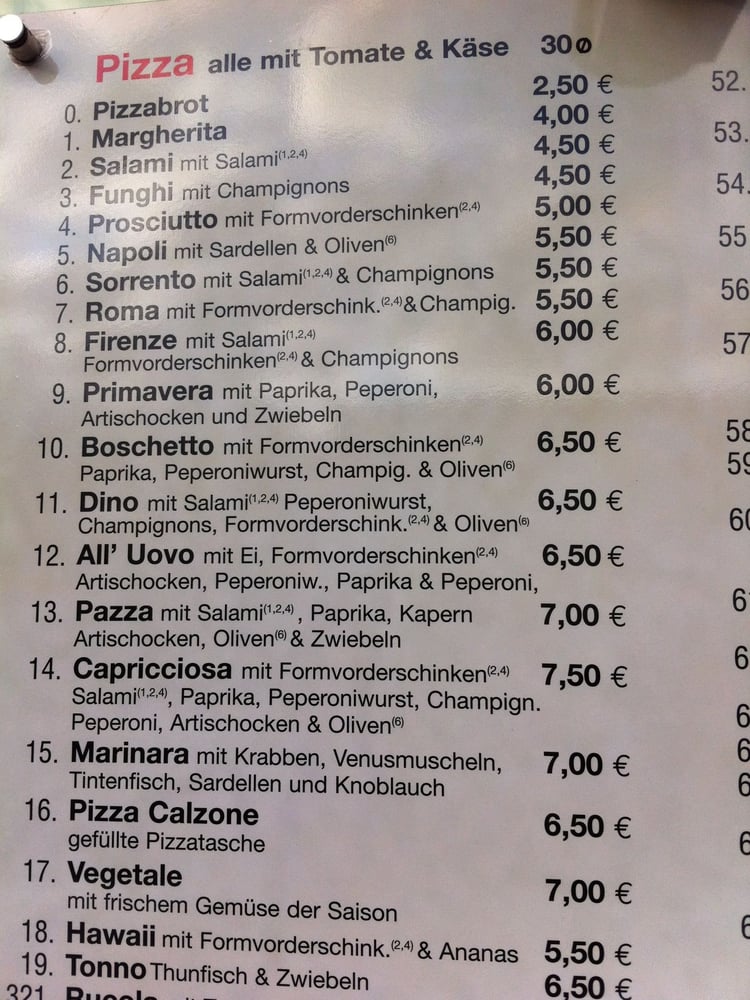 Pizza alle mit Tomate & Käse 30ø
0. Pizzabrot 2,50 €
1. Margherita 4,00 €
2. Salami mit Salami(1,2,4) 4,50 €
3. Funghi mit Champignons 4,50 €
4. Prosciutto mit Formvorderschinken(2,4) 5,00 €
5. Napoli mit Sardellen & Oliven(6) 5,50 €
6. Sorrento mit Salami(1,2,4) & Champignons 5,50 €
7. Roma mit Formvorderschink.(2,4) & Champig. 5,50 €
8. Firenze mit Salami(1,2,4) 6,00 €
Formvorderschinken(2,4) & Champignons
9. Primavera mit Paprika, Peperoni, 6,00 €
Artischocken und Zwiebeln
10. Boschetto mit Formvorderschinken(2,4) 6,50 €
Paprika, Peperoniwurst, Champig. & Oliven(6)
11. Dino mit Salami(1,2,4) Peperoniwurst, 6,50 €
Champignons, Formvorderschink.(2,4) & Oliven(6)
12. All' Uovo mit Ei, Formvorderschinken(2,4) 6,50 €
Artischocken, Peperoniw., Paprika & Peperoni,
13. Pazza mit Salami(1,2,4), Paprika, Kapern 7,00 €
Artischocken, Oliven(6) & Zwiebeln
14. Capricciosa mit Formvorderschinken(2,4) 7,50 €
Salami(1,2,4), Paprika, Peperoniwurst, Champign.
Peperoni, Artischocken & Oliven(6)
15. Marinara mit Krabben, Venusmuscheln, 7,00 €
Tintenfisch, Sardellen und Knoblauch
16. Pizza Calzone 6,50 €
gefüllte Pizzatasche
17. Vegetale 7,00 €
mit frischem Gemüse der Saison
18. Hawaii mit Formvorderschink.(2,4) & Ananas 5,50 €
19. Tonno Thunfisch & Zwiebeln 6,50 €
321. Rucola
52.
53.
54.
55
56
57
58
59
60